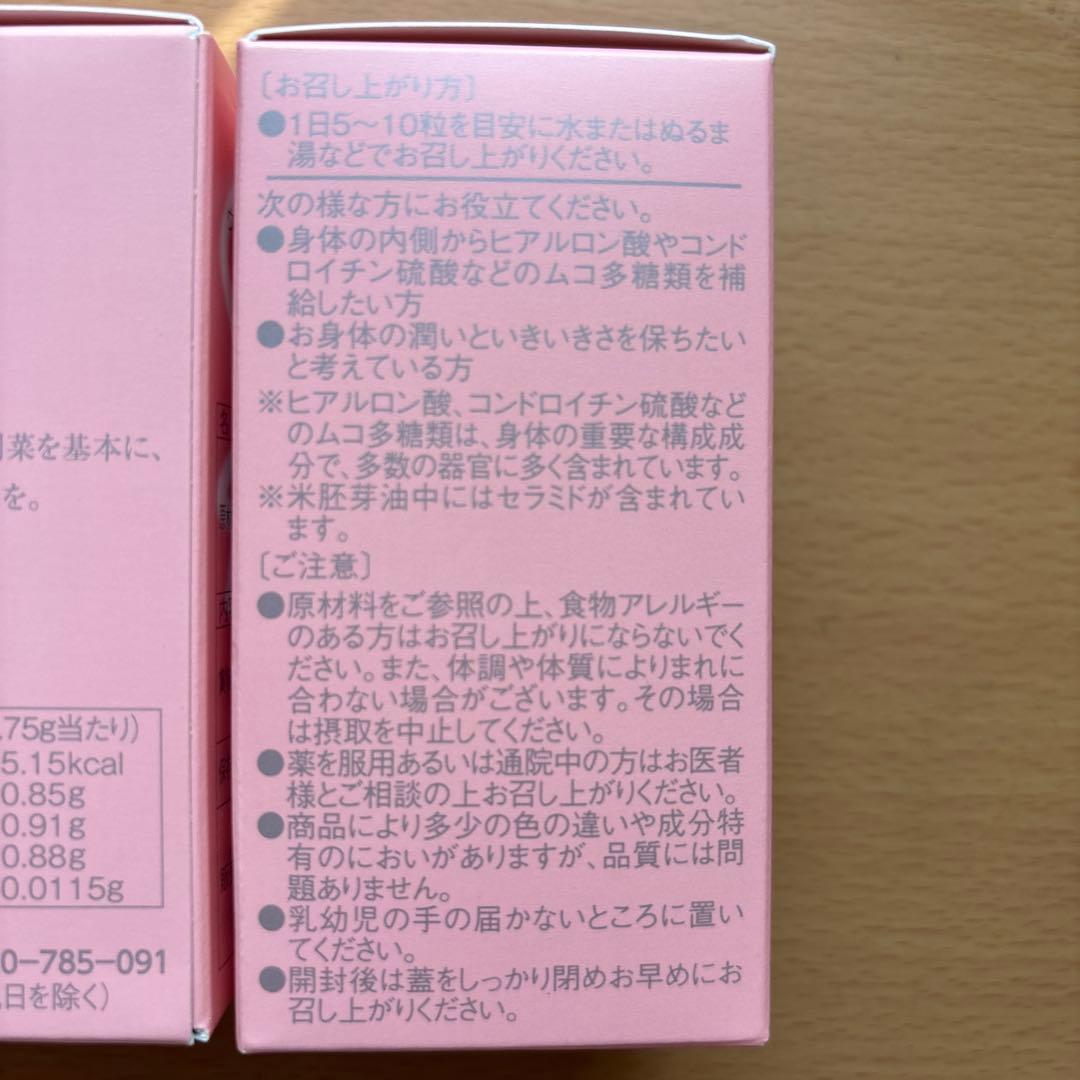 〔お召し上がり方〕
●1日5〜10粒を目安に水またはぬるま
湯などでお召し上がりください。
次の様な方にお役立てください。
●身体の内側からヒアルロン酸やコンド
ロイチン硫酸などのムコ多糖類を補
給したい方
●お身体の潤いといきいきさを保ちたい
と考えている方
※ヒアルロン酸、コンドロイチン硫酸など
のムコ多糖類は、身体の重要な構成成
分で、多数の器官に多く含まれています。
※米胚芽油中にはセラミドが含まれてい
ます。
〔ご注意〕
●原材料をご参照の上、食物アレルギー
のある方はお召し上がりにならないでく
ださい。また、体調や体質によりまれに
合わない場合がございます。その場合
は摂取を中止してください。
●薬を服用あるいは通院中の方はお医者
様とご相談の上お召し上がりください。
●商品により多少の色の違いや成分特
有のにおいがありますが、品質には問
題ありません。
●乳幼児の手の届かないところに置い
てください。
●開封後は蓋をしっかり閉めお早めにお
召し上がりください。
菜を基本に、
を。
.75g当たり)
5.15kcal
0.85g
0.91g
0.88g
0.0115g
0-785-091
日を除く)